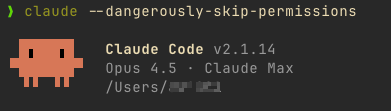 ❯ claude --dangerously-skip-permissions
Claude Code v2.1.14
Opus 4.5 · Claude Max
/Users/